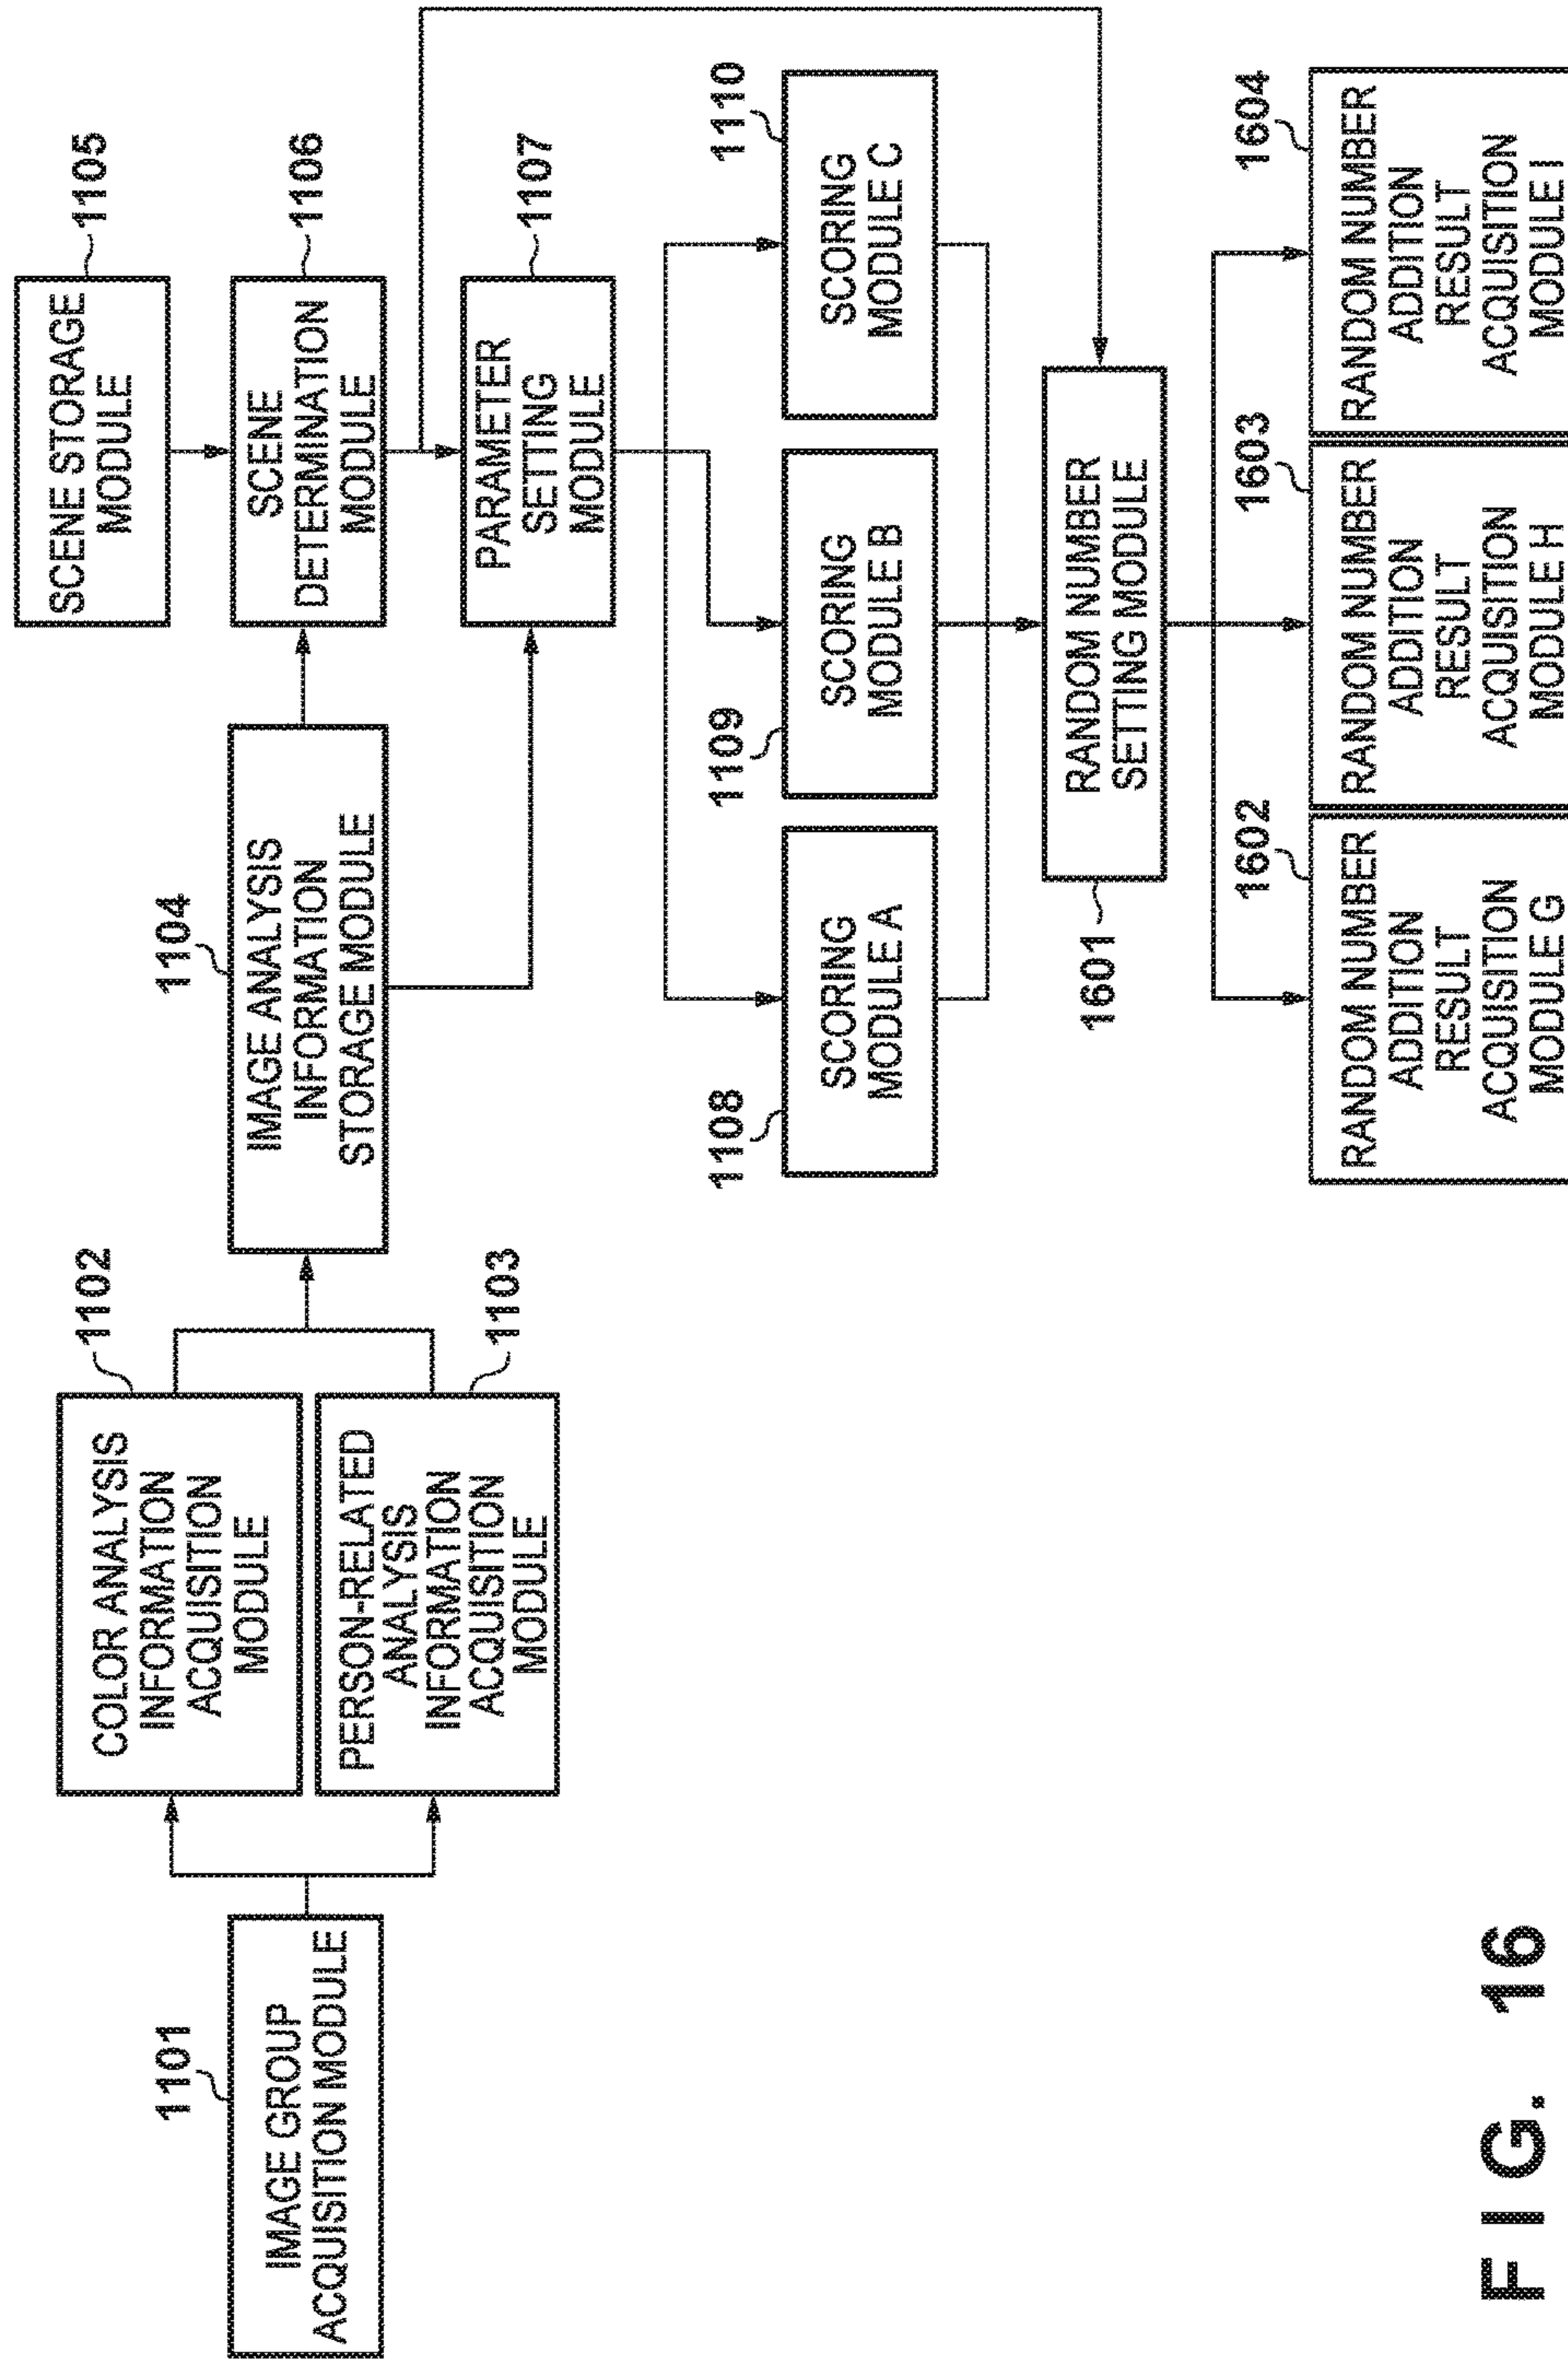 FIG. 16
1101
IMAGE GROUP
ACQUISITION MODULE
1102
COLOR ANALYSIS
INFORMATION
ACQUISITION
MODULE
1103
PERSON-RELATED
ANALYSIS
INFORMATION
ACQUISITION
MODULE
1104
IMAGE ANALYSIS
INFORMATION
STORAGE MODULE
1105
SCENE STORAGE
MODULE
1106
SCENE
DETERMINATION
MODULE
1107
PARAMETER
SETTING
MODULE
1108
SCORING
MODULE A
1109
SCORING
MODULE B
1110
SCORING
MODULE C
1601
RANDOM NUMBER
SETTING MODULE
1602
RANDOM NUMBER
ADDITION
RESULT
ACQUISITION
MODULE G
1603
RANDOM NUMBER
ADDITION
RESULT
ACQUISITION
MODULE H
1604
RANDOM NUMBER
ADDITION
RESULT
ACQUISITION
MODULE I